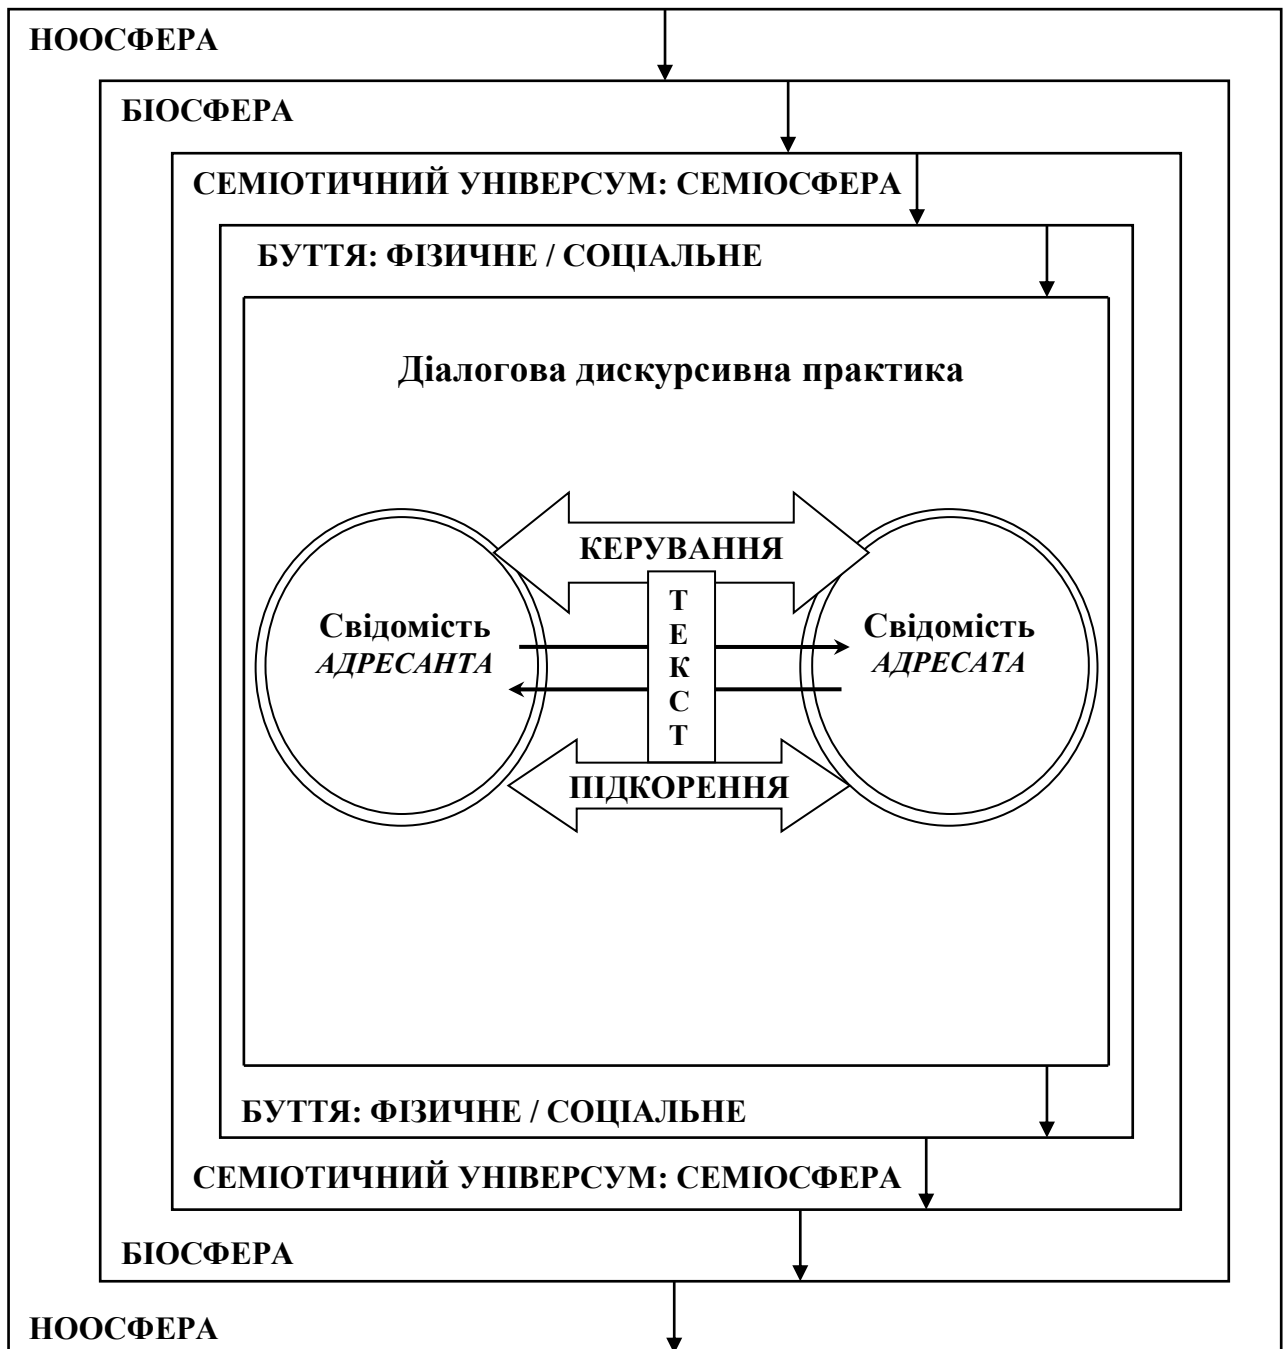 НООСФЕРА
БІОСФЕРА
СЕМІОТИЧНИЙ УНІВЕРСУМ: СЕМІОСФЕРА
БУТТЯ: ФІЗИЧНЕ / СОЦІАЛЬНЕ
Діалогова дискурсивна практика
КЕРУВАННЯ
Свідомість
АДРЕСАНТА
Т
Е
К
С
Т
Свідомість
АДРЕСАТА
ПІДКОРЕННЯ
БУТТЯ: ФІЗИЧНЕ / СОЦІАЛЬНЕ
СЕМІОТИЧНИЙ УНІВЕРСУМ: СЕМІОСФЕРА
БІОСФЕРА
НООСФЕРА